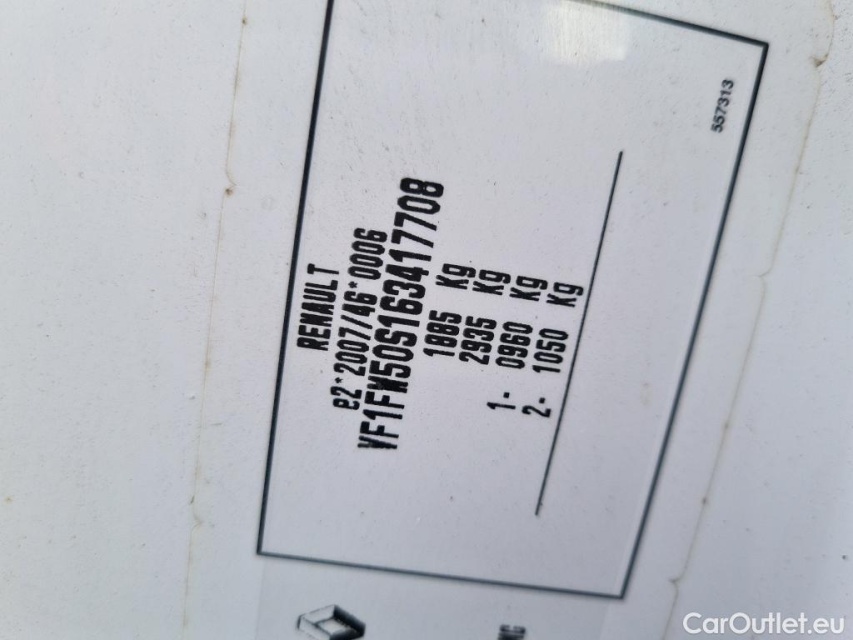 RENAULT
e2*2007/46*0006
VF1FW50S163417708
1885 Kg
2935 Kg
1- 0960 Kg
2- 1050 Kg
557313
CarOutlet.eu